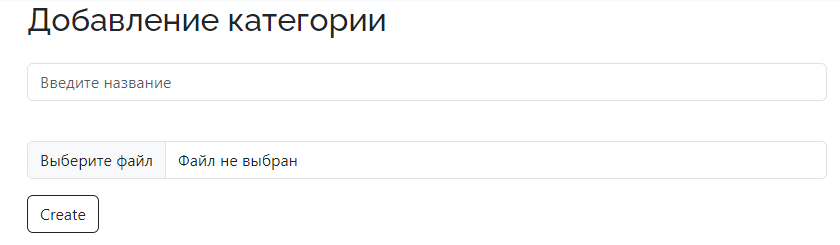 Добавление категории
Введите название
Выберите файл Файл не выбран
Create